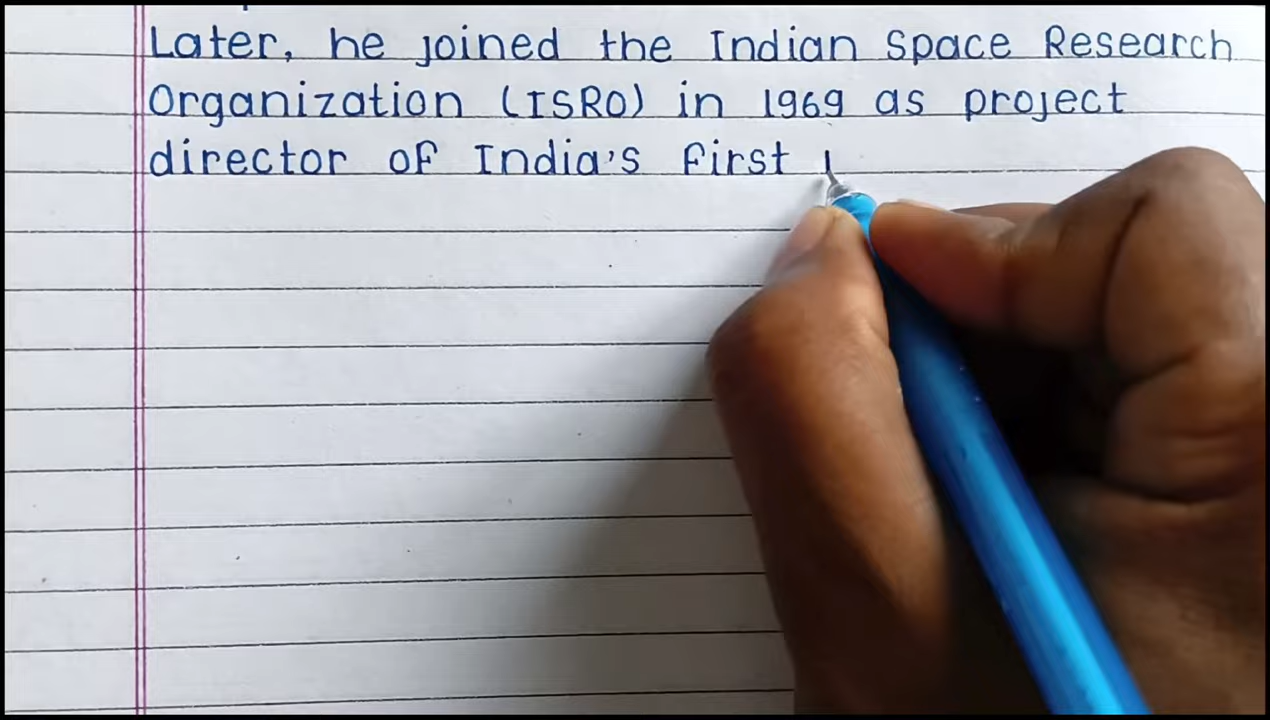 Later, he joined the Indian Space Research
Organization (ISRO) in 1969 as project
director of India's first